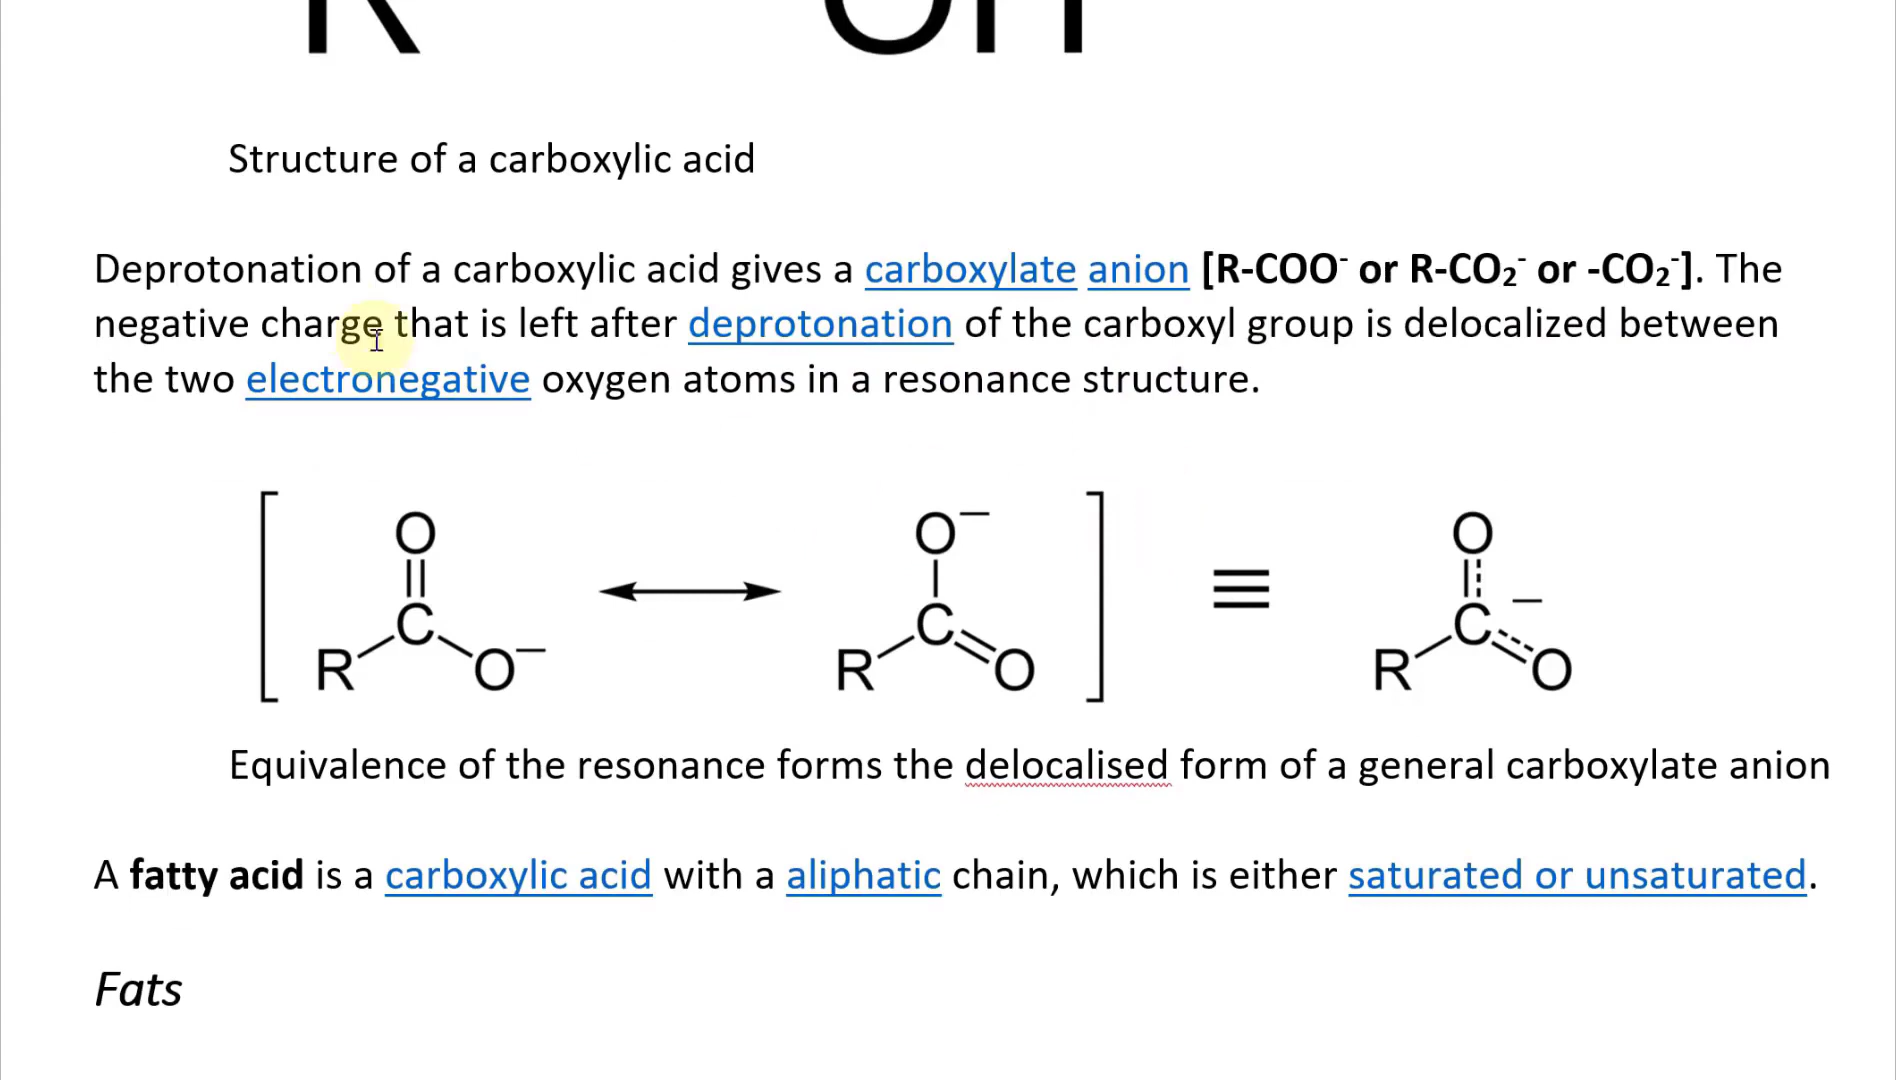 R OH
Structure of a carboxylic acid
Deprotonation of a carboxylic acid gives a carboxylate anion [R-COO⁻ or R-CO₂⁻ or -CO₂⁻]. The
negative charge that is left after deprotonation of the carboxyl group is delocalized between
the two electronegative oxygen atoms in a resonance structure.
O O⁻ O
C C C⁻
R O⁻ R O R O
Equivalence of the resonance forms the delocalised form of a general carboxylate anion
A fatty acid is a carboxylic acid with a aliphatic chain, which is either saturated or unsaturated.
Fats